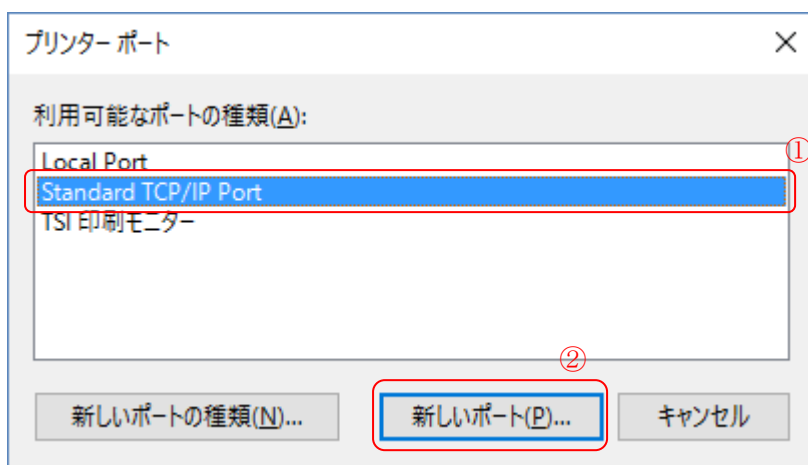 プリンター ポート
利用可能なポートの種類(A):
①
Local Port
Standard TCP/IP Port
TSI 印刷モニター
②
新しいポートの種類(N)... 新しいポート(P)... キャンセル